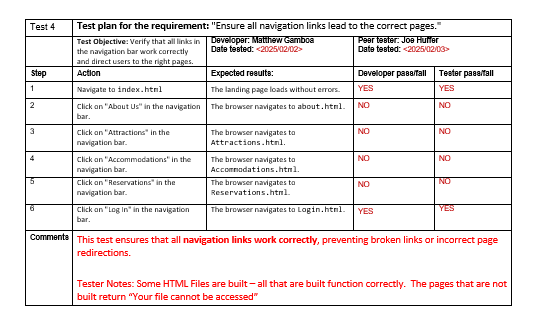 Test 4 Test plan for the requirement: "Ensure all navigation links lead to the correct pages."
Test Objective: Verify that all links in
the navigation bar work correctly
and direct users to the right pages.
Developer: Matthew Gamboa
Date tested: <2025/02/02>
Peer tester: Joe Huffer
Date tested: <2025/02/03>
Step Action Expected results: Developer pass/fail Tester pass/fail
1 Navigate to index.html The landing page loads without errors. YES YES
2 Click on "About Us" in the navigation
bar.
The browser navigates to about.html. NO NO
3 Click on "Attractions" in the
navigation bar.
The browser navigates to
Attractions.html.
NO NO
4 Click on "Accommodations" in the
navigation bar.
The browser navigates to
Accommodations.html.
NO NO
5 Click on "Reservations" in the
navigation bar.
The browser navigates to
Reservations.html.
NO NO
6 Click on "Log In" in the navigation
bar.
The browser navigates to Login.html. YES YES
Comments This test ensures that all navigation links work correctly, preventing broken links or incorrect page
redirections.
Tester Notes: Some HTML Files are built – all that are built function correctly. The pages that are not
built return “Your file cannot be accessed”